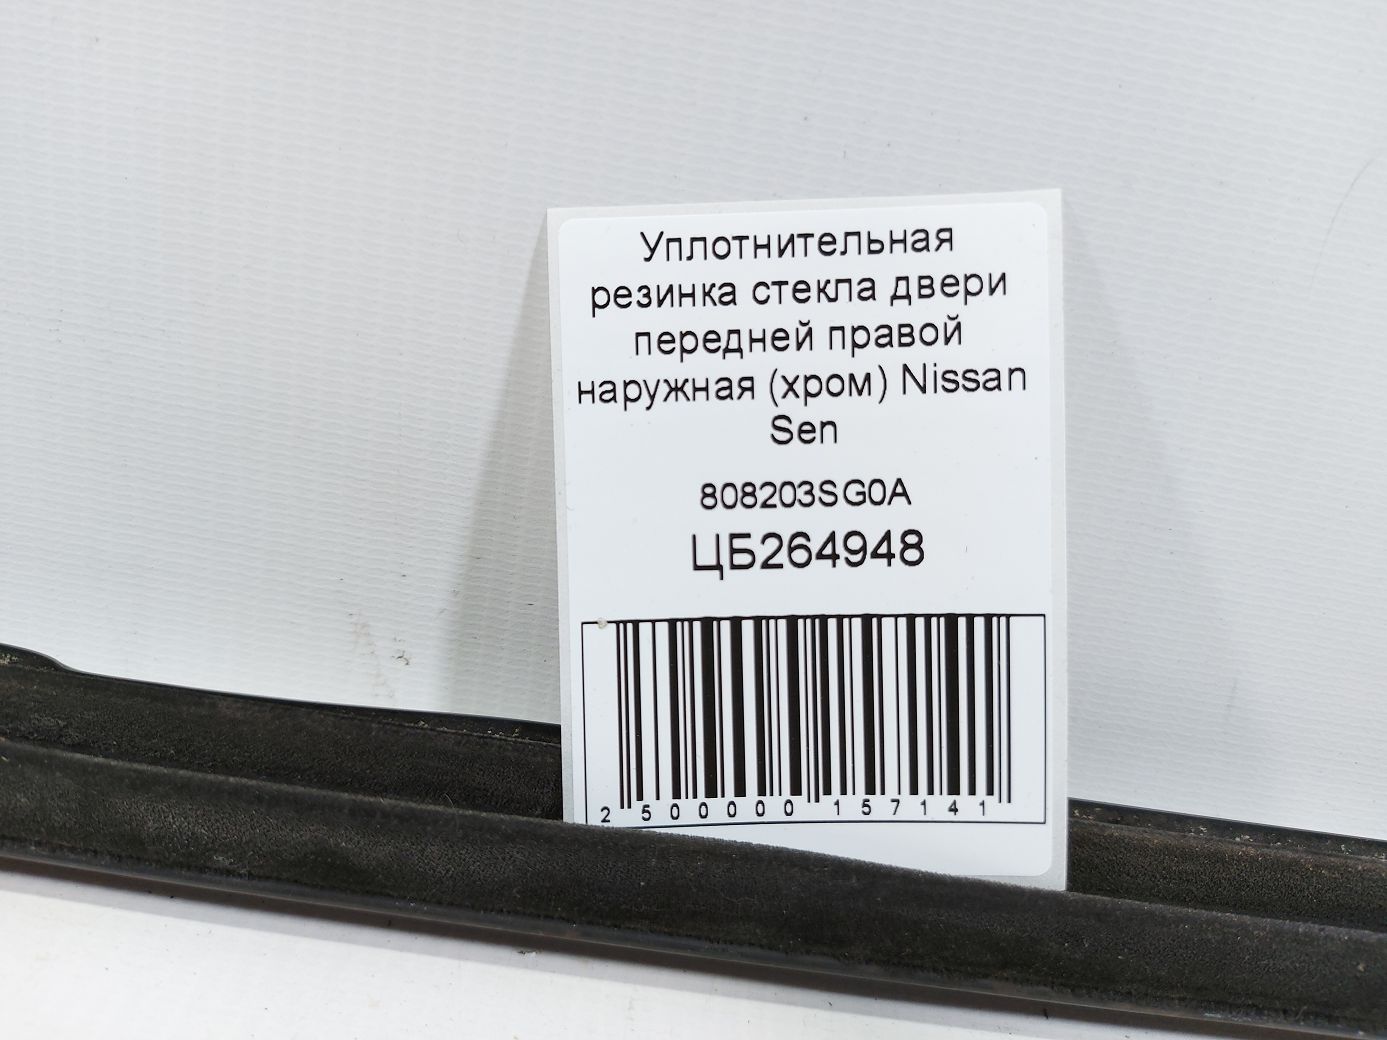 Уплотнительная
резинка стекла двери
передней правой
наружная (хром) Nissan
Sen
808203SG0A
ЦБ264948
2 500000 157141